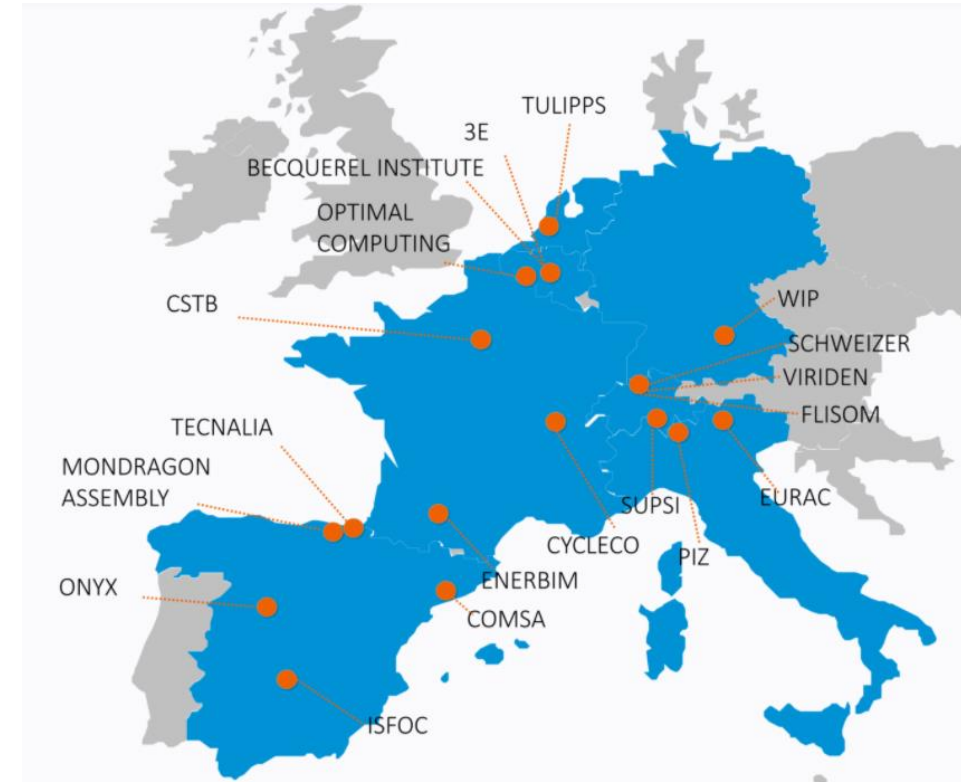 TULIPPS
3E
BECQUEREL INSTITUTE
OPTIMAL
COMPUTING
CSTB
WIP
SCHWEIZER
VIRIDEN
FLISOM
TECNALIA
MONDRAGON
ASSEMBLY
SUPSI
EURAC
CYCLECO
PIZ
ENERBIM
ONYX
COMSA
ISFOC